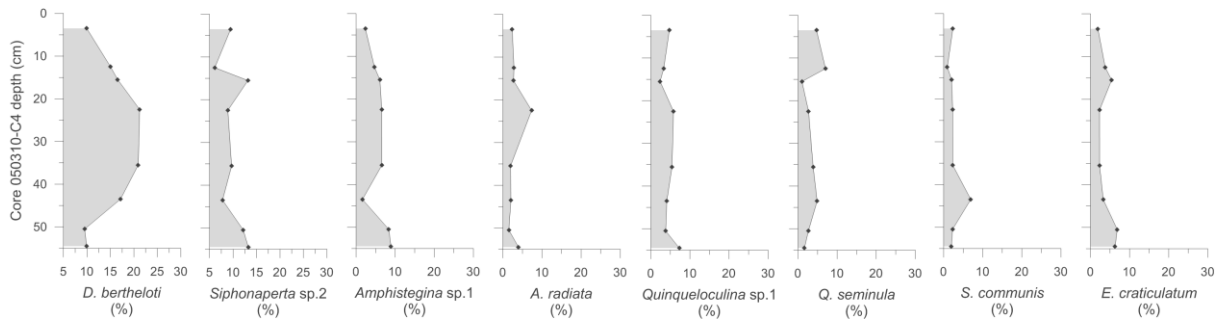 0
10
20
30
40
50
Core 050310-C4 depth (cm)
5 10 15 20 25 30
D. bertheloti
(%)
5 10 15 20 25 30
Siphonaperta sp.2
(%)
0 10 20 30
Amphistegina sp.1
(%)
0 10 20 30
A. radiata
(%)
0 10 20 30
Quinqueloculina sp.1
(%)
0 10 20 30
Q. seminula
(%)
0 10 20 30
S. communis
(%)
0 10 20 30
E. craticulatum
(%)